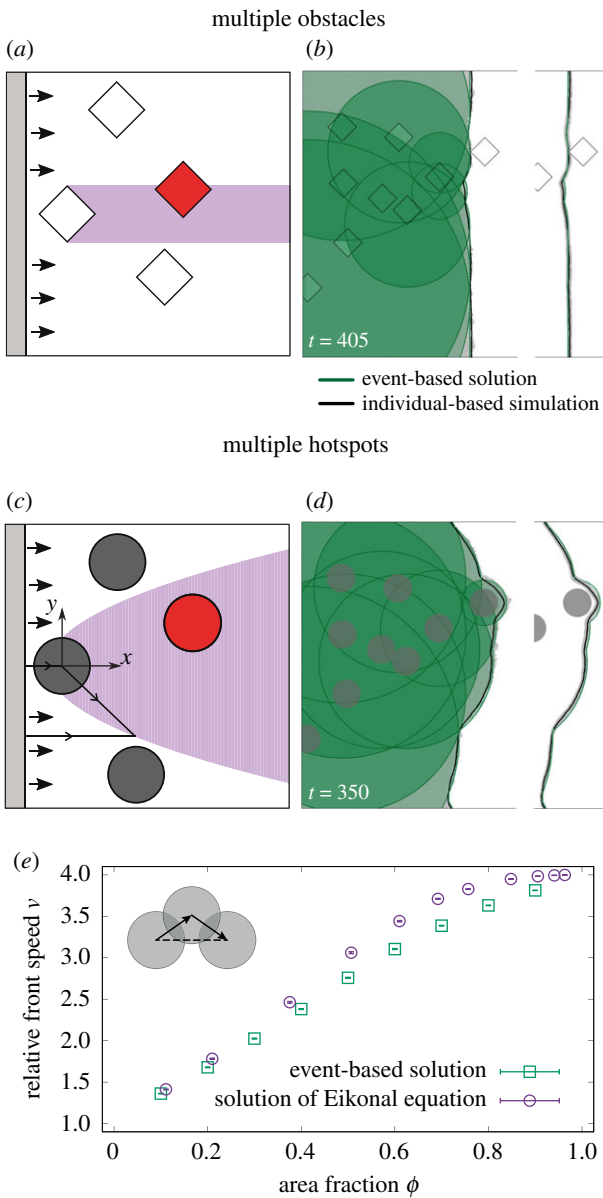 multiple obstacles
(a)
(b)
t = 405
event-based solution
individual-based simulation
multiple hotspots
(c)
(d)
y
x
t = 350
(e)
4.0
3.5
3.0
2.5
2.0
1.5
1.0
relative front speed v
event-based solution
solution of Eikonal equation
0 0.2 0.4 0.6 0.8 1.0
area fraction ϕ